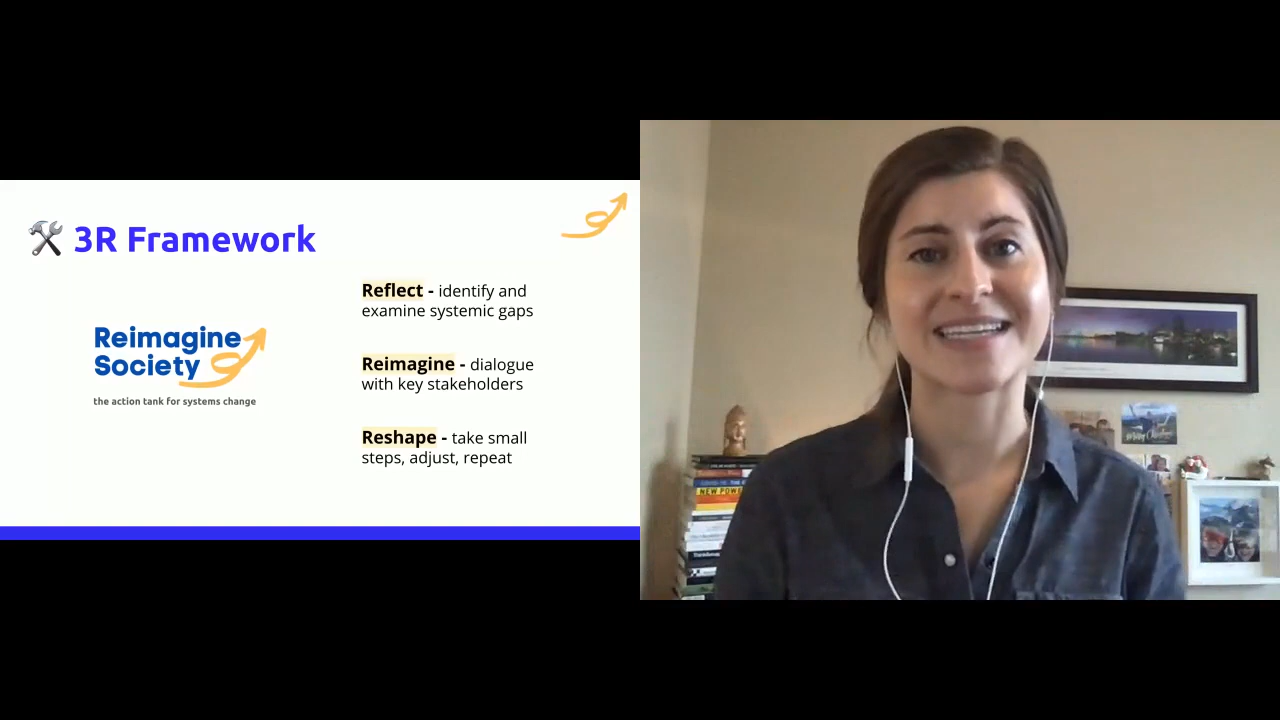 3R Framework
Reimagine
Society
the action tank for systems change
Reflect - identify and
examine systemic gaps
Reimagine - dialogue
with key stakeholders
Reshape - take small
steps, adjust, repeat
NEW POWE